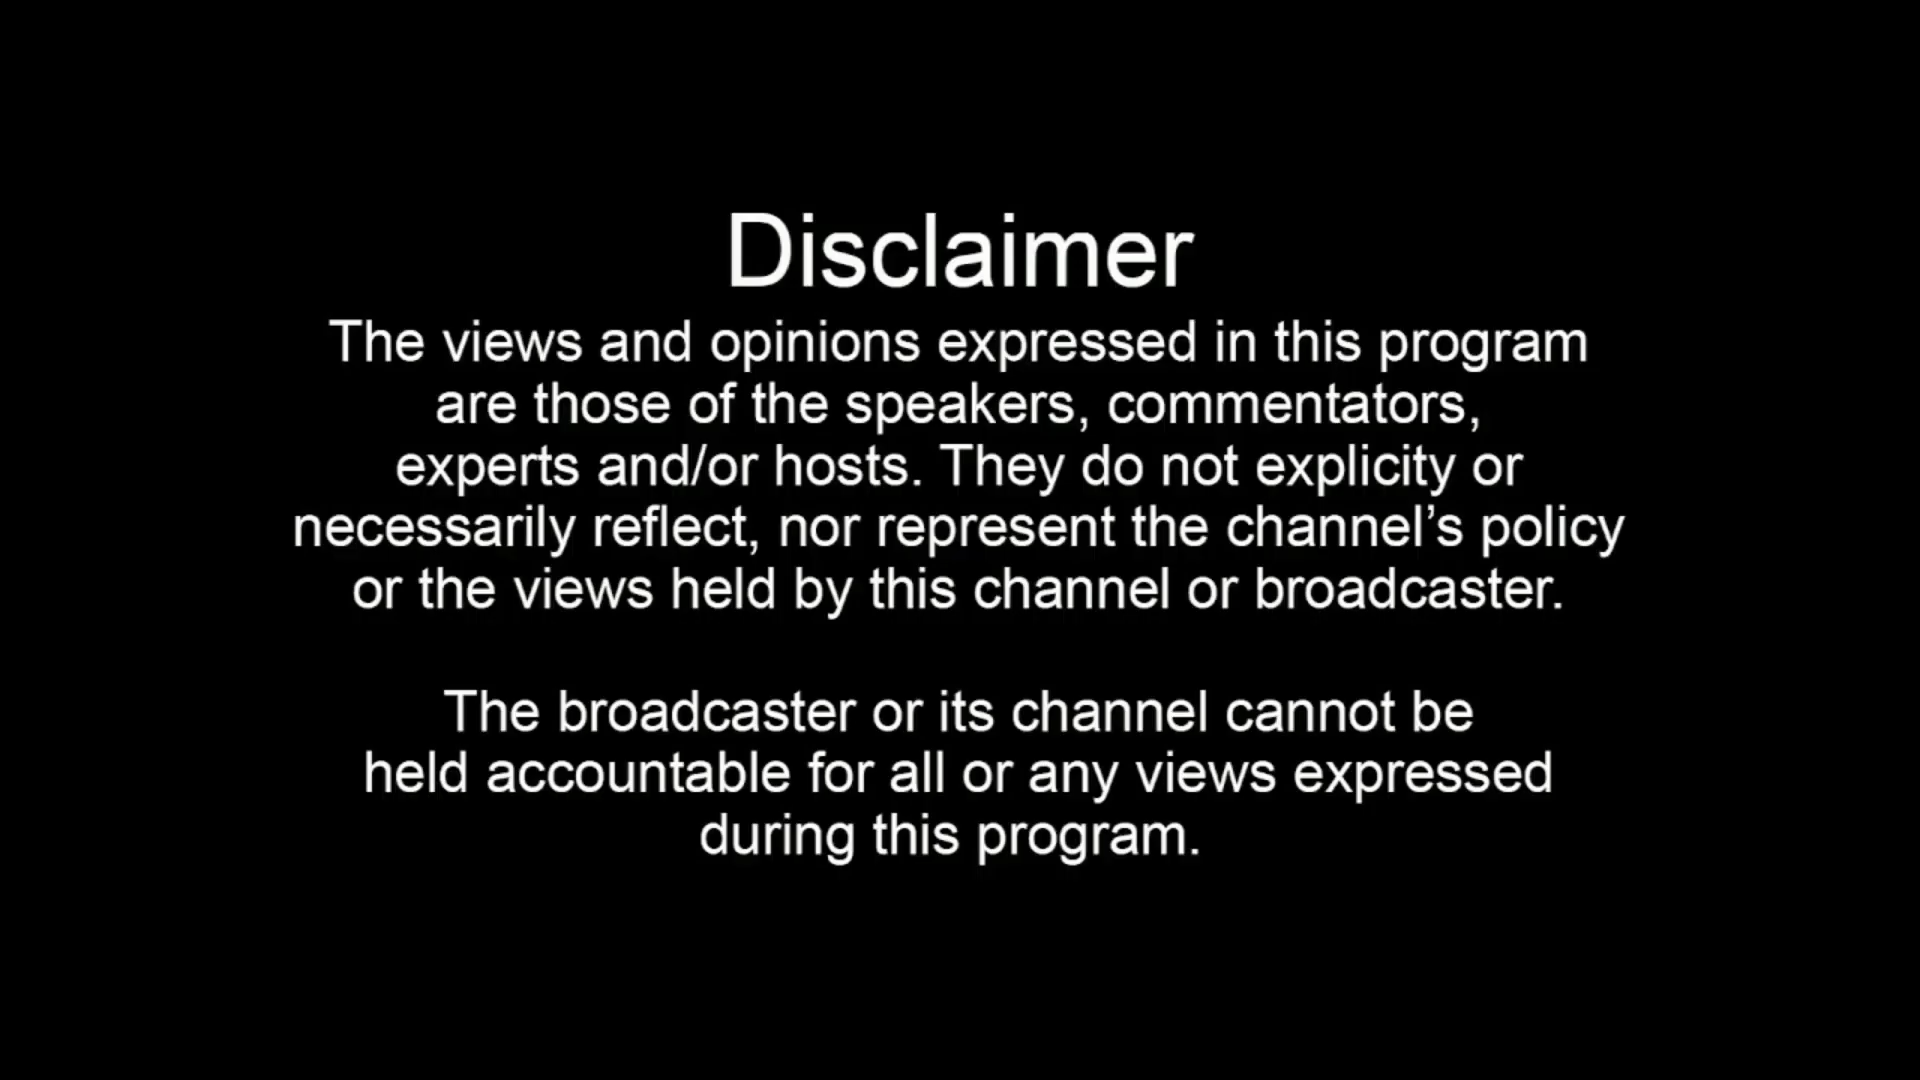 Disclaimer
The views and opinions expressed in this program
are those of the speakers, commentators,
experts and/or hosts. They do not explicity or
necessarily reflect, nor represent the channel’s policy
or the views held by this channel or broadcaster.
The broadcaster or its channel cannot be
held accountable for all or any views expressed
during this program.